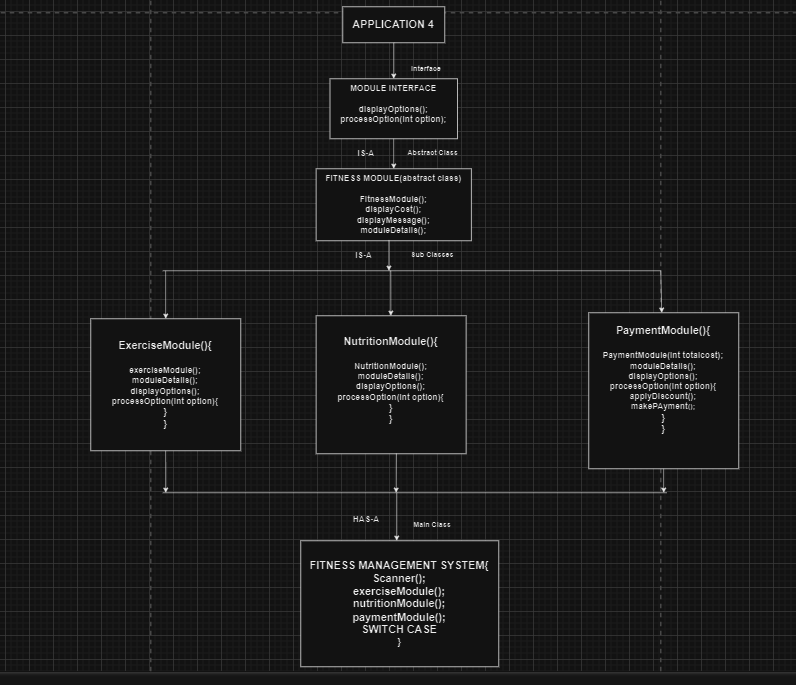 APPLICATION 4
Interface
MODULE INTERFACE
displayOptions();
processOption(int option);
IS-A
Abstract Class
FITNESS MODULE(abstract class)
FitnessModule();
displayCost();
displayMessage();
moduleDetails();
IS-A
Sub Classes
ExerciseModule(){
exerciseModule();
moduleDetails();
displayOptions();
processOption(int option){
}
}
NutritionModule(){
NutritionModule();
moduleDetails();
displayOptions();
processOption(int option){
}
}
PaymentModule(){
PaymentModule(int totalcost);
moduleDetails();
displayOptions();
processOption(int option){
applyDiscount();
makePAyment();
}
}
HAS-A
Main Class
FITNESS MANAGEMENT SYSTEM{
Scanner();
exerciseModule();
nutritionModule();
paymentModule();
SWITCH CASE
}